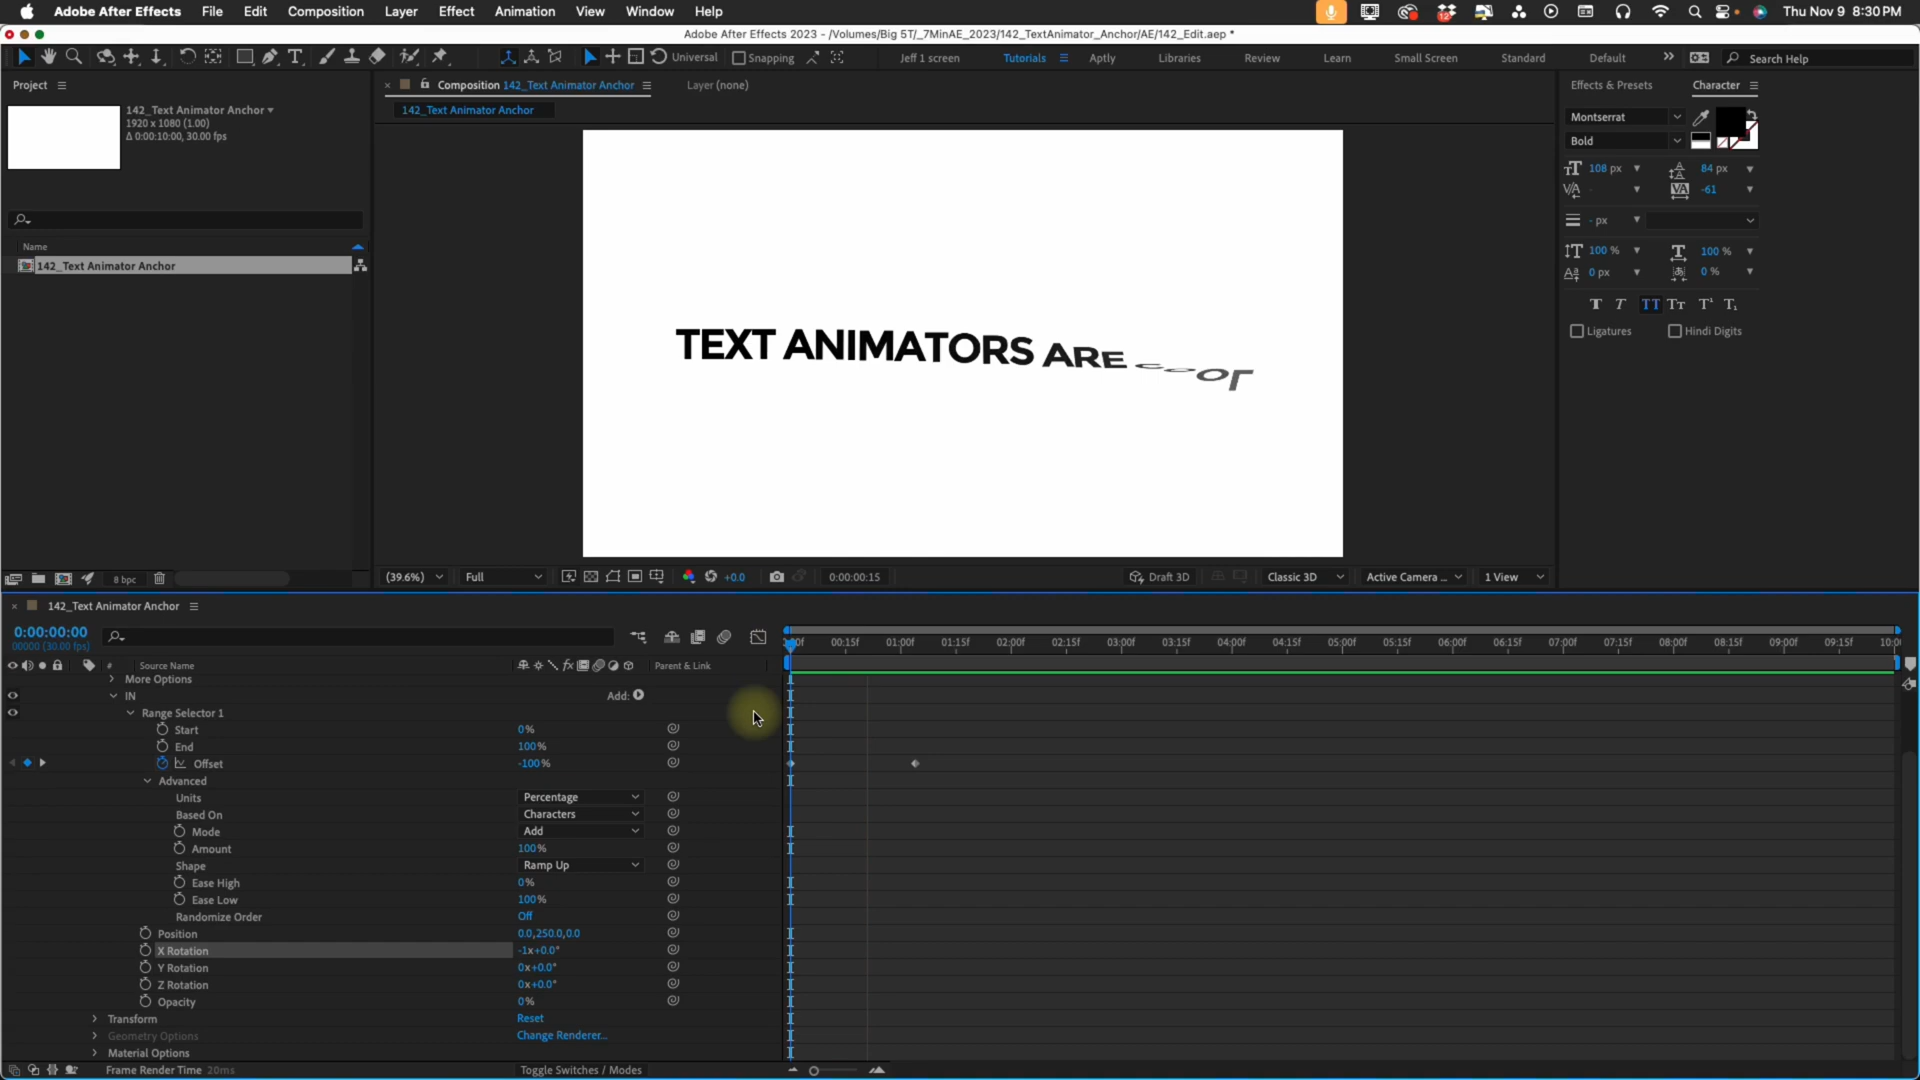 Adobe After Effects File Edit Composition Layer Effect Animation View Window Help Thu Nov 9 8:30 PM
Adobe After Effects 2023 - /Volumes/Big 5T/_7MinAE_2023/142_TextAnimator_Anchor/AE/142_Edit.aep *
Universal Snapping Jeff 1 screen Tutorials Aptly Libraries Review Learn Small Screen Standard Default Search Help
Project Composition 142_Text Animator Anchor Layer (none) Effects & Presets Character
142_Text Animator Anchor
1920 x 1080 (1.00)
Δ 0:00:10:00, 30.00 fps
142_Text Animator Anchor
Montserrat
Bold
108 px 84 px
-61
- px
100 % 100 %
0 px 0 %
Ligatures Hindi Digits
Name
142_Text Animator Anchor
TEXT ANIMATORS ARE COOL
8 bpc (39.6%) Full +0.0 0:00:00:15 Draft 3D Classic 3D Active Camera ... 1 View
142_Text Animator Anchor
0:00:00:00
00000 (30.00 fps)
00:15f 01:00f 01:15f 02:00f 02:15f 03:00f 03:15f 04:00f 04:15f 05:00f 05:15f 06:00f 06:15f 07:00f 07:15f 08:00f 08:15f 09:00f 09:15f
# Source Name Parent & Link
More Options
IN Add:
Range Selector 1
Start 0%
End 100%
Offset -100%
Advanced
Units Percentage
Based On Characters
Mode Add
Amount 100%
Shape Ramp Up
Ease High 0%
Ease Low 100%
Randomize Order Off
Position 0.0,250.0,0.0
X Rotation -1x+0.0°
Y Rotation 0x+0.0°
Z Rotation 0x+0.0°
Opacity 0%
Transform Reset
Geometry Options Change Renderer...
Material Options
Frame Render Time 20ms Toggle Switches / Modes